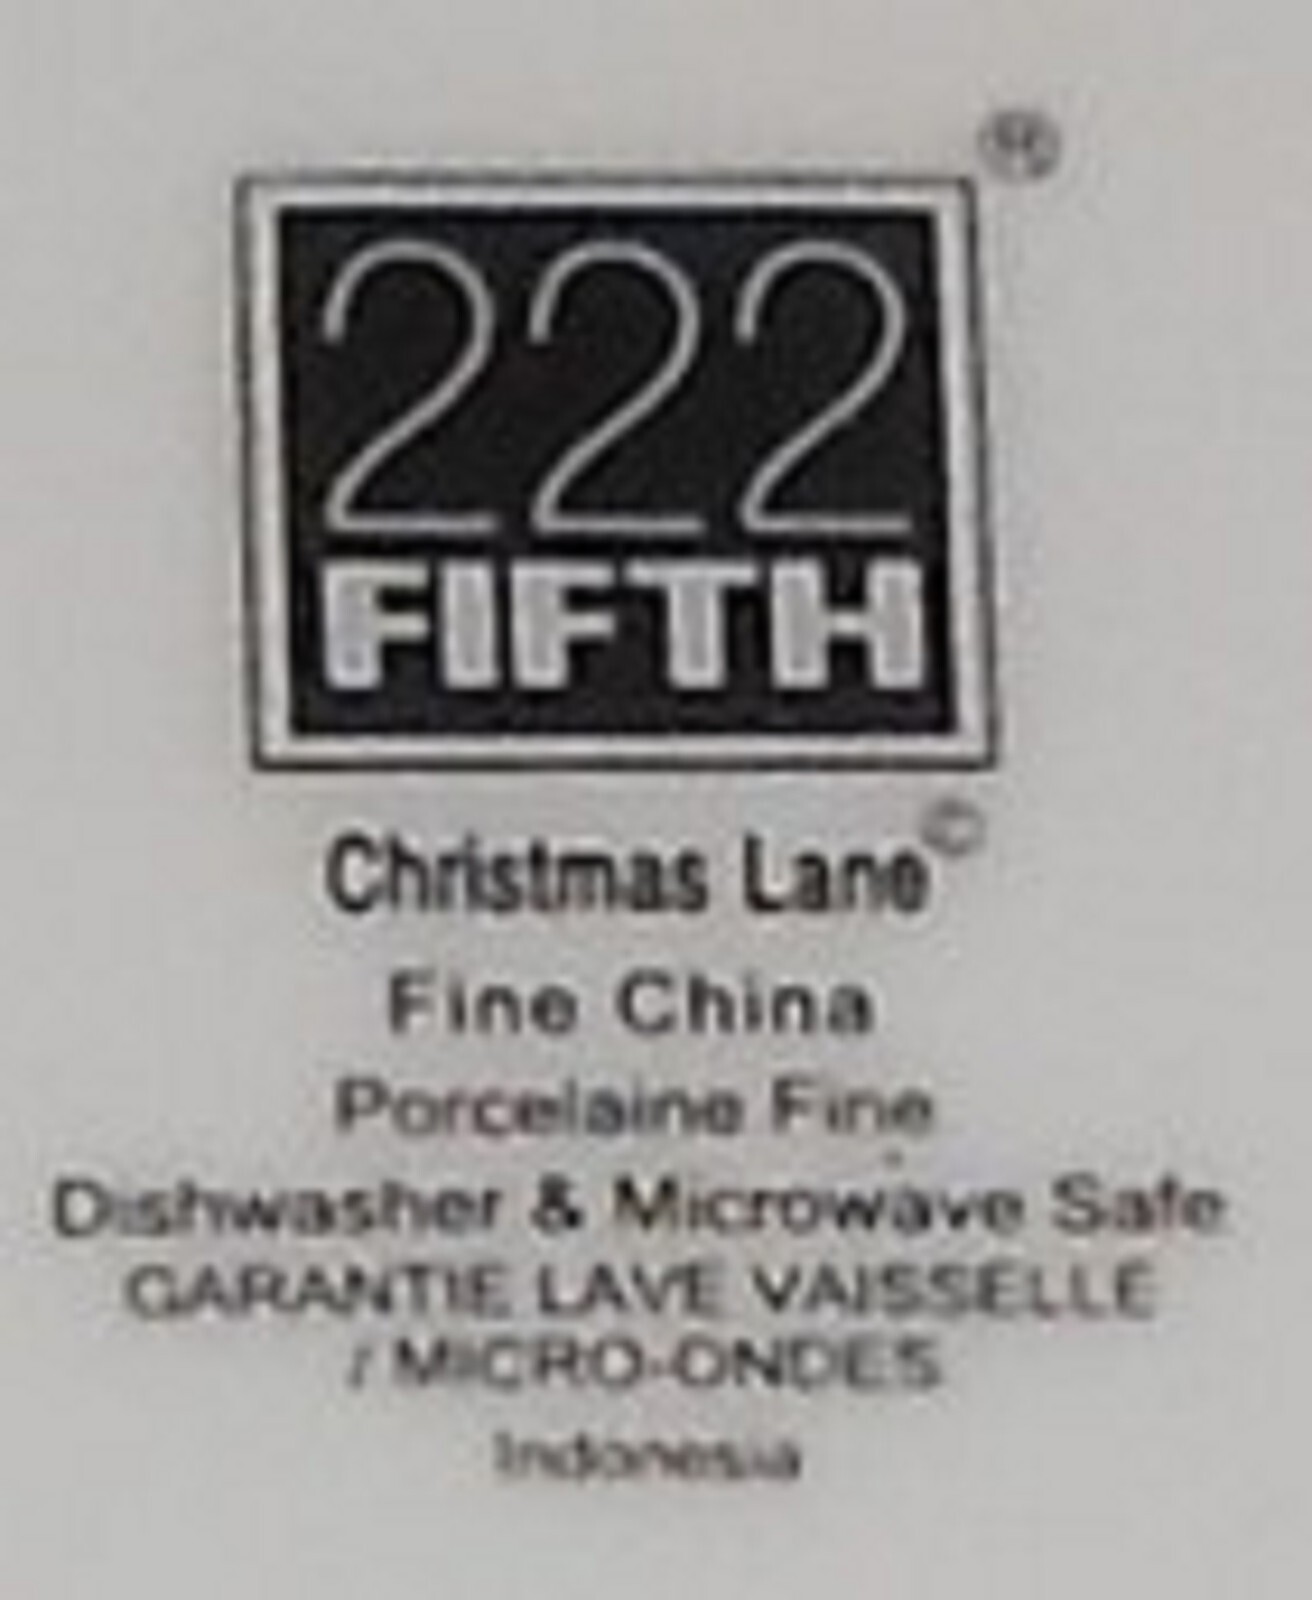 ®
222
FIFTH
Christmas Lane©
Fine China
Porcelaine Fine
Dishwasher & Microwave Safe
GARANTIE LAVE VAISSELLE
/ MICRO-ONDES
Indonesia